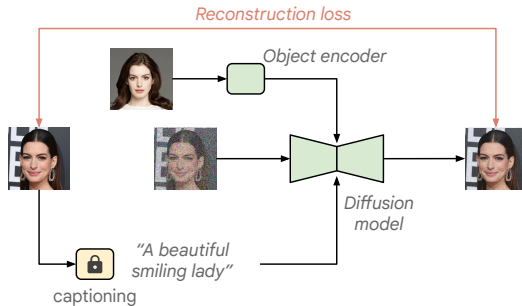 Reconstruction loss
Object encoder
Diffusion
model
"A beautiful
smiling lady"
captioning